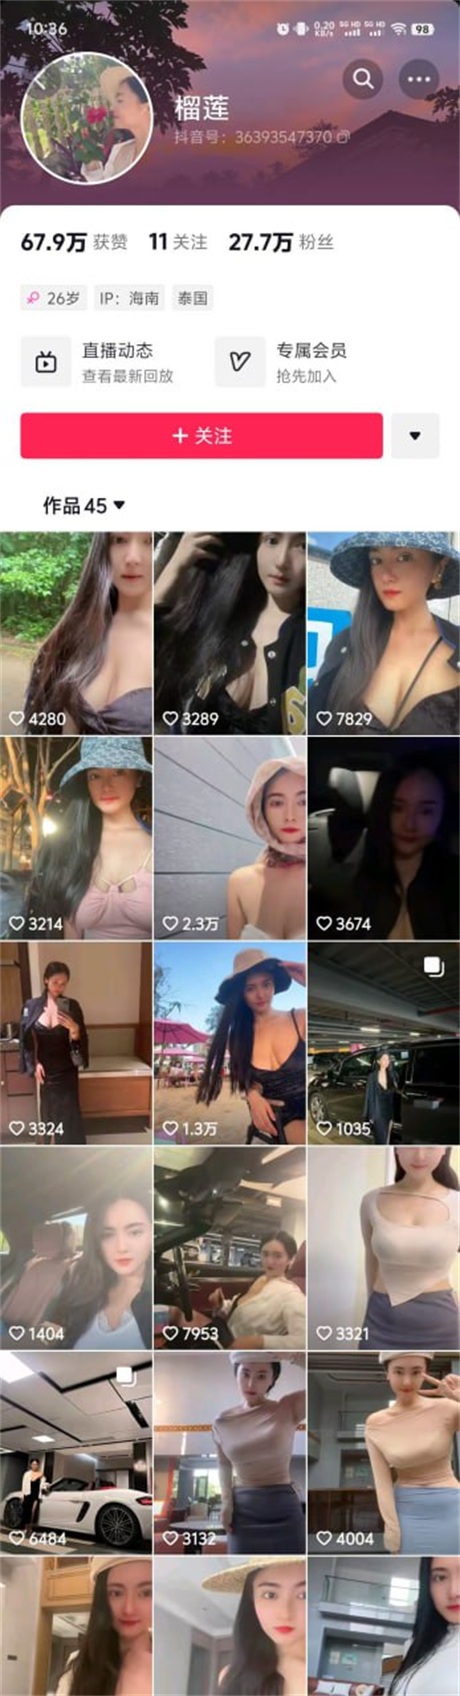 10:36 0.20 KB/s 5G HD 5G HD 98
榴莲
抖音号：36393547370
67.9万 获赞 11 关注 27.7万 粉丝
26岁 IP：海南 泰国
直播动态 专属会员
查看最新回放 抢先加入
+ 关注
作品 45
4280 3289 7829
3214 2.3万 3674
3324 1.3万 1035
1404 7953 3321
6484 3132 4004